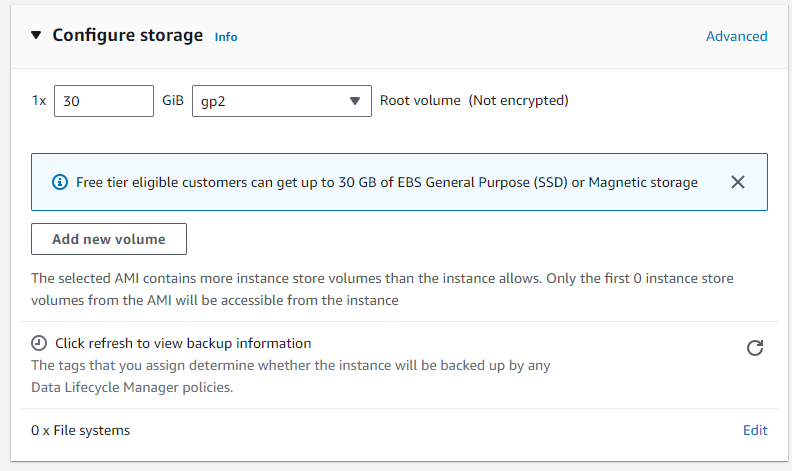 Configure storage Info Advanced
1x 30 GiB gp2 Root volume (Not encrypted)
Free tier eligible customers can get up to 30 GB of EBS General Purpose (SSD) or Magnetic storage
Add new volume
The selected AMI contains more instance store volumes than the instance allows. Only the first 0 instance store
volumes from the AMI will be accessible from the instance
Click refresh to view backup information
The tags that you assign determine whether the instance will be backed up by any
Data Lifecycle Manager policies.
0 x File systems Edit